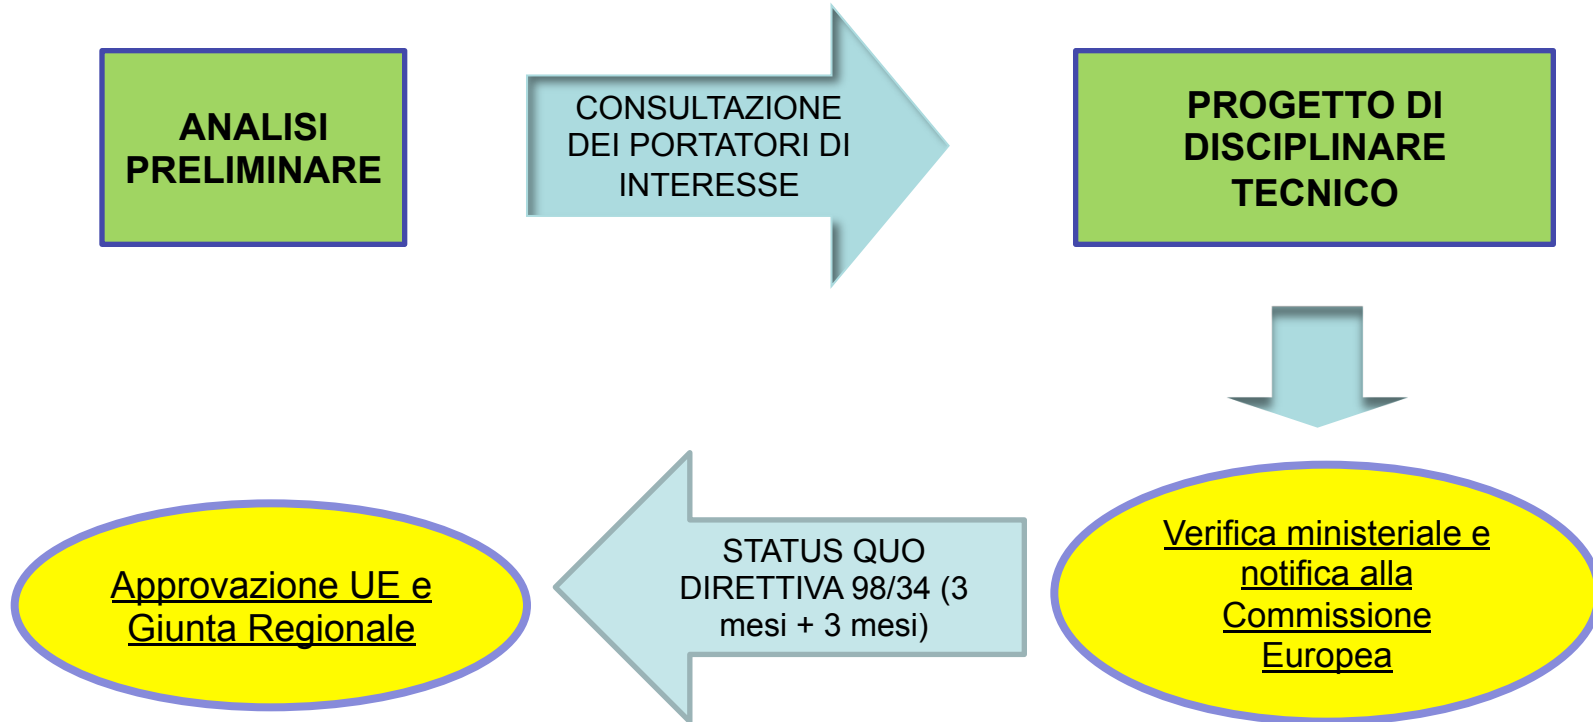 ANALISI
PRELIMINARE
CONSULTAZIONE
DEI PORTATORI DI
INTERESSE
PROGETTO DI
DISCIPLINARE
TECNICO
Verifica ministeriale e
notifica alla
Commissione
Europea
STATUS QUO
DIRETTIVA 98/34 (3
mesi + 3 mesi)
Approvazione UE e
Giunta Regionale